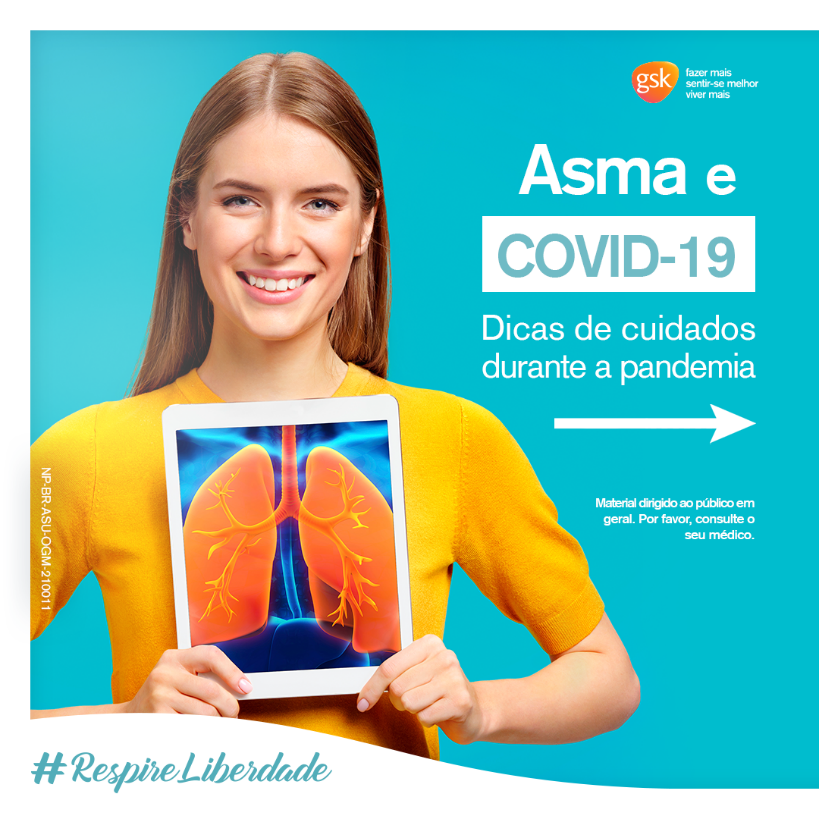 gsk
fazer mais
sentir-se melhor
viver mais
Asma e
COVID-19
Dicas de cuidados
durante a pandemia
Material dirigido ao público em
geral. Por favor, consulte o
seu médico.
NP-BR-ASU-OGM-210011
#RespireLiberdade